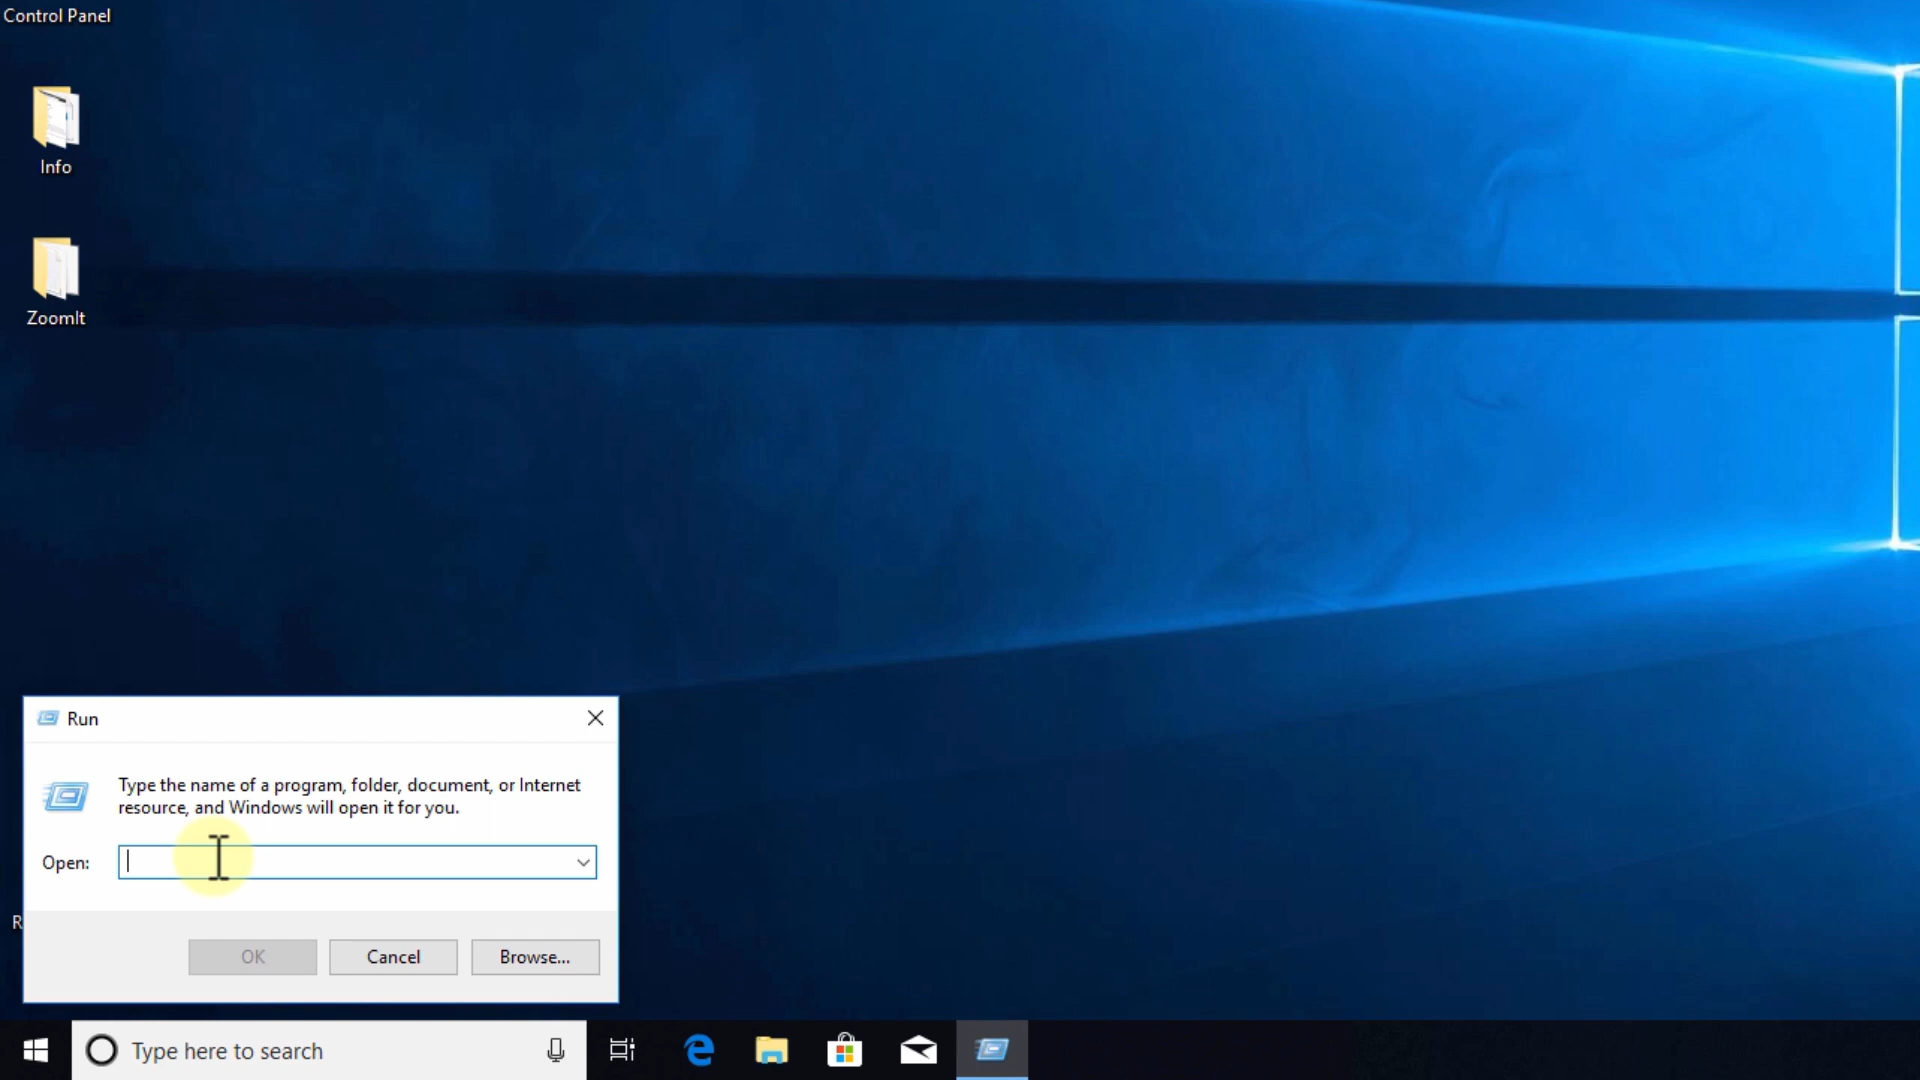 Control Panel
Info
ZoomIt
Run
Type the name of a program, folder, document, or Internet
resource, and Windows will open it for you.
Open:
R
OK
Cancel
Browse...
Type here to search